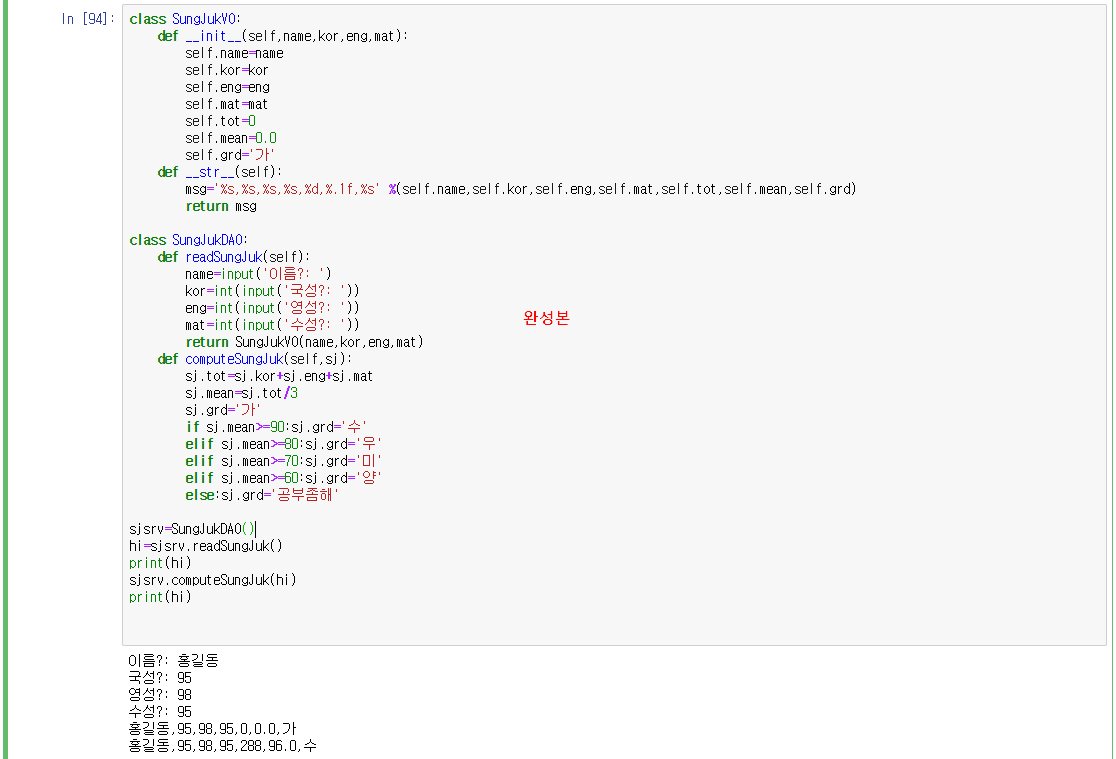 In [94]:
class SungJukVO:
    def __init__(self,name,kor,eng,mat):
        self.name=name
        self.kor=kor
        self.eng=eng
        self.mat=mat
        self.tot=0
        self.mean=0.0
        self.grd='가'
    def __str__(self):
        msg='%s,%s,%s,%s,%d,%.1f,%s' %(self.name,self.kor,self.eng,self.mat,self.tot,self.mean,self.grd)
        return msg

class SungJukDAO:
    def readSungJuk(self):
        name=input('이름?: ')
        kor=int(input('국성?: '))
        eng=int(input('영성?: '))
        mat=int(input('수성?: '))
        return SungJukVO(name,kor,eng,mat)
    def computeSungJuk(self,sj):
        sj.tot=sj.kor+sj.eng+sj.mat
        sj.mean=sj.tot/3
        sj.grd='가'
        if sj.mean>=90:sj.grd='수'
        elif sj.mean>=80:sj.grd='우'
        elif sj.mean>=70:sj.grd='미'
        elif sj.mean>=60:sj.grd='양'
        else:sj.grd='공부좀해'
완성본

sjsrv=SungJukDAO()
hi=sjsrv.readSungJuk()
print(hi)
sjsrv.computeSungJuk(hi)
print(hi)

이름?: 홍길동
국성?: 95
영성?: 98
수성?: 95
홍길동,95,98,95,0,0.0,가
홍길동,95,98,95,288,96.0,수